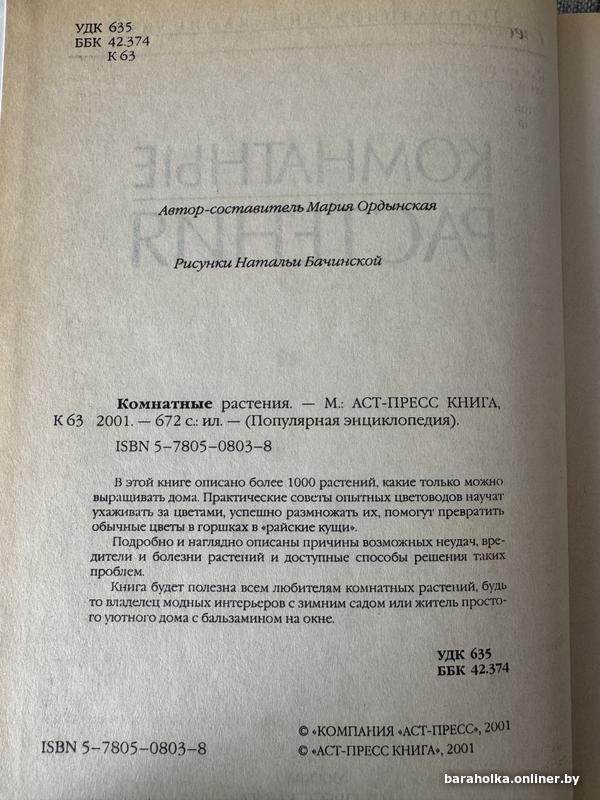 УДК 635
ББК 42.374
К 63
КОМНАТНЫЕ
РАСТЕНИЯ
Автор-составитель Мария Ордынская
Рисунки Натальи Бачинской
Комнатные растения. — М.: АСТ-ПРЕСС КНИГА,
К 63 2001. — 672 с.: ил. — (Популярная энциклопедия).
ISBN 5–7805–0803–8
В этой книге описано более 1000 растений, какие только можно
выращивать дома. Практические советы опытных цветоводов научат
ухаживать за цветами, успешно размножать их, помогут превратить
обычные цветы в горшках в «райские кущи».
Подробно и наглядно описаны причины возможных неудач, вре-
дители и болезни растений и доступные способы решения таких
проблем.
Книга будет полезна всем любителям комнатных растений, будь
то владелец модных интерьеров с зимним садом или житель просто-
го уютного дома с бальзамином на окне.
УДК 635
ББК 42.374
© «КОМПАНИЯ «АСТ-ПРЕСС», 2001
ISBN 5–7805–0803–8 © «АСТ-ПРЕСС КНИГА», 2001
baraholka.onliner.by